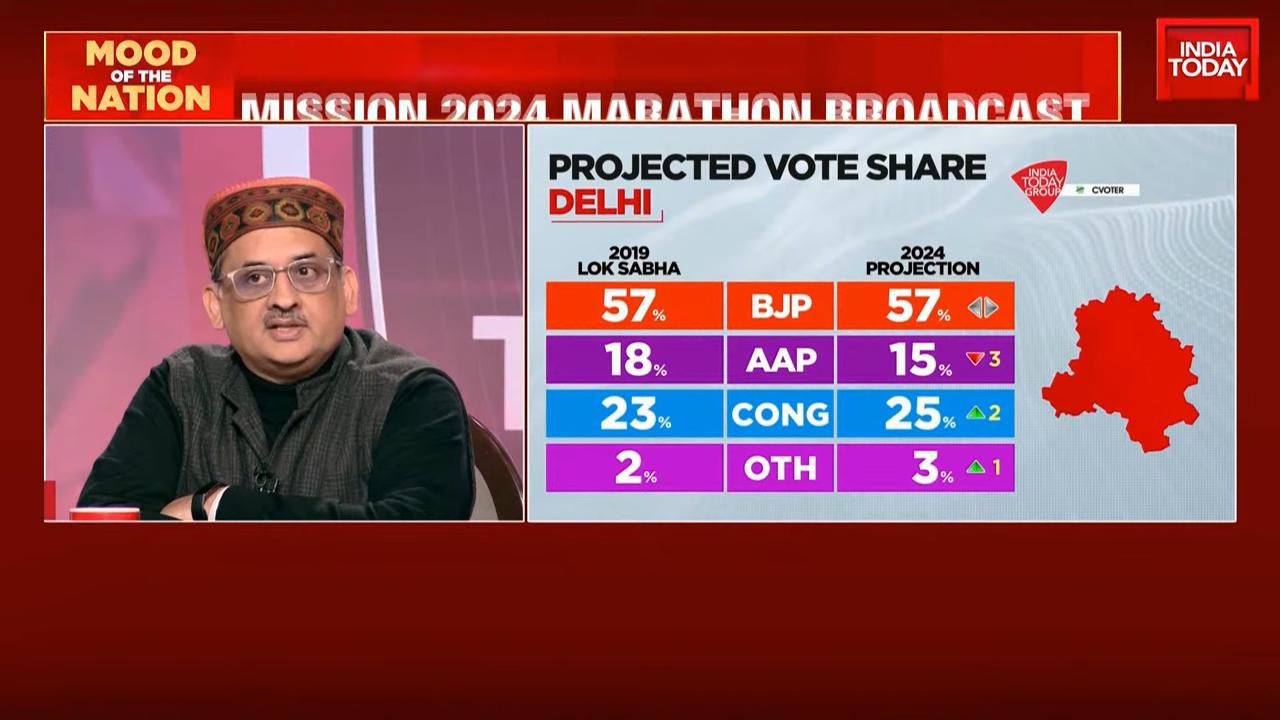 MOOD
OF THE
NATION
MISSION 2024 MARATHON BROADCAST
INDIA
TODAY
PROJECTED VOTE SHARE
DELHI
INDIA
TODAY
GROUP
CVOTER
2019
LOK SABHA
2024
PROJECTION
57% BJP 57%
18% AAP 15% 3
23% CONG 25% 2
2% OTH 3% 1
T